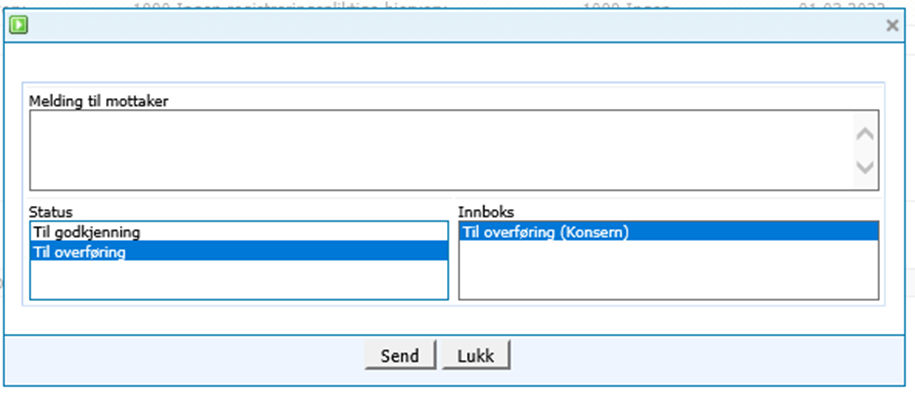 Melding til mottaker
Status
Innboks
Til godkjenning
Til overføring (Konsern)
Til overføring
Send
Lukk